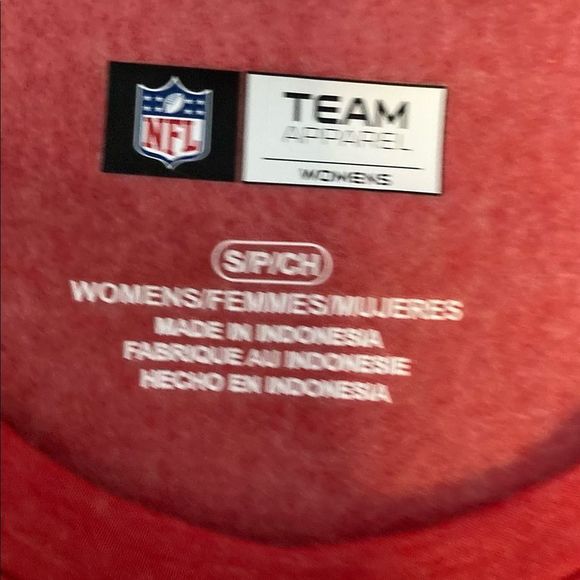 NFL
TEAM
APPAREL
WOMENS
S/P/CH
WOMENS/FEMMES/MUJERES
MADE IN INDONESIA
FABRIQUE AU INDONESIE
HECHO EN INDONESIA